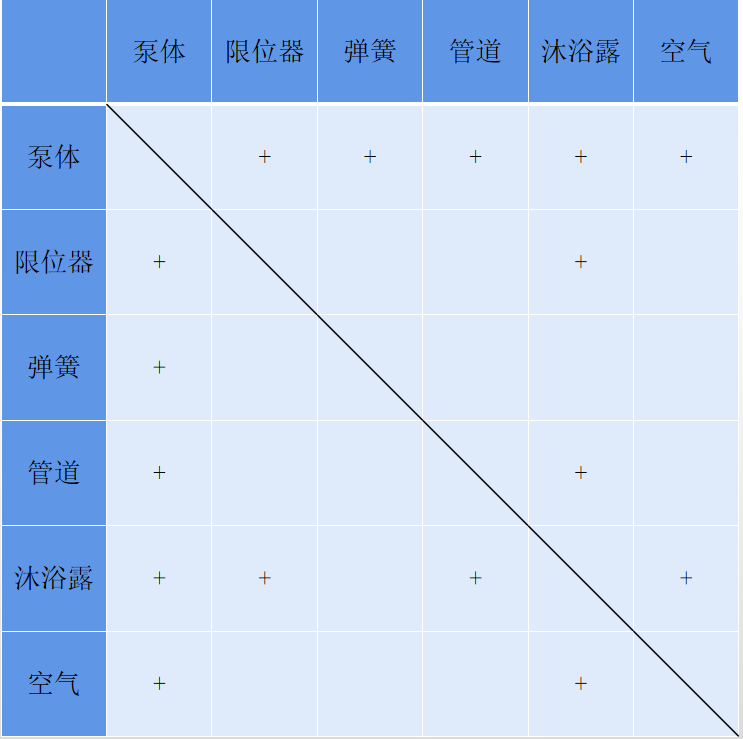 泵体 限位器 弹簧 管道 沐浴露 空气
泵体 + + + + +
限位器 + +
弹簧 +
管道 + +
沐浴露 + + + +
空气 + +